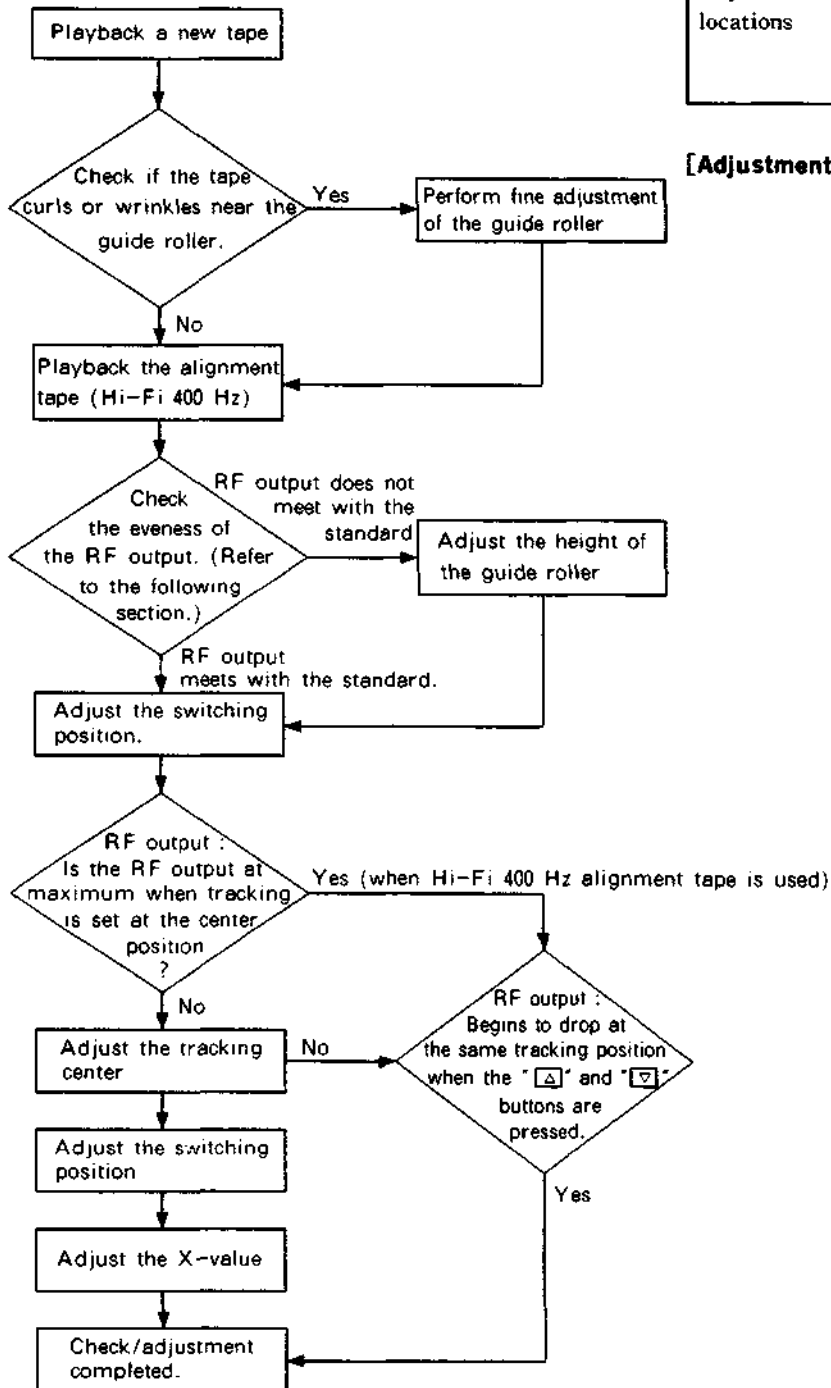 Playback a new tape
locations
[Adjustment
Check if the tape
curls or wrinkles near the
guide roller.
Yes
Perform fine adjustment
of the guide roller
No
Playback the alignment
tape (Hi-Fi 400 Hz)
RF output does not
meet with the
standard
Check
the eveness of
the RF output. (Refer
to the following
section.)
Adjust the height of
the guide roller
RF output
meets with the standard.
Adjust the switching
position.
RF output :
Is the RF output at
maximum when tracking
is set at the center
position
?
Yes (when Hi-Fi 400 Hz alignment tape is used)
No
RF output :
Begins to drop at
the same tracking position
when the "△" and "▽"
buttons are
pressed.
Adjust the tracking
center
No
Adjust the switching
position
Yes
Adjust the X-value
Check/adjustment
completed.